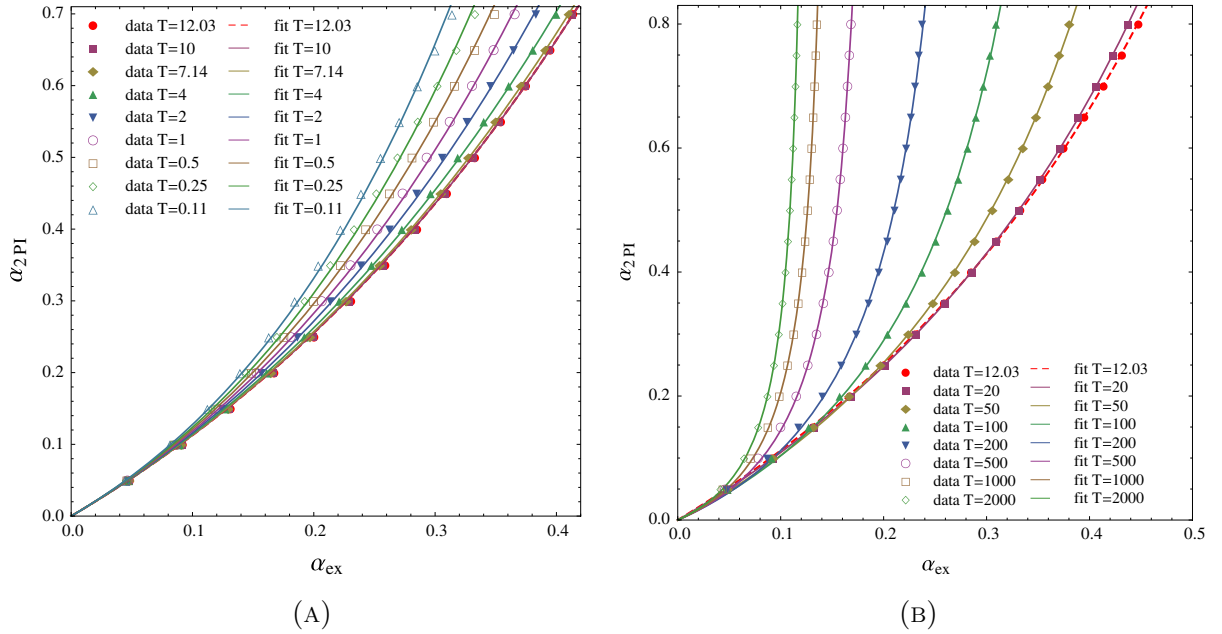 0.7
0.6
0.5
0.4
0.3
0.2
0.1
0.0
α2 PI
data T=12.03 fit T=12.03
data T=10 fit T=10
data T=7.14 fit T=7.14
data T=4 fit T=4
data T=2 fit T=2
data T=1 fit T=1
data T=0.5 fit T=0.5
data T=0.25 fit T=0.25
data T=0.11 fit T=0.11
0.0 0.1 0.2 0.3 0.4
αex
(A)
0.8
0.6
0.4
0.2
0.0
α2 PI
data T=12.03 fit T=12.03
data T=20 fit T=20
data T=50 fit T=50
data T=100 fit T=100
data T=200 fit T=200
data T=500 fit T=500
data T=1000 fit T=1000
data T=2000 fit T=2000
0.0 0.1 0.2 0.3 0.4 0.5
αex
(B)